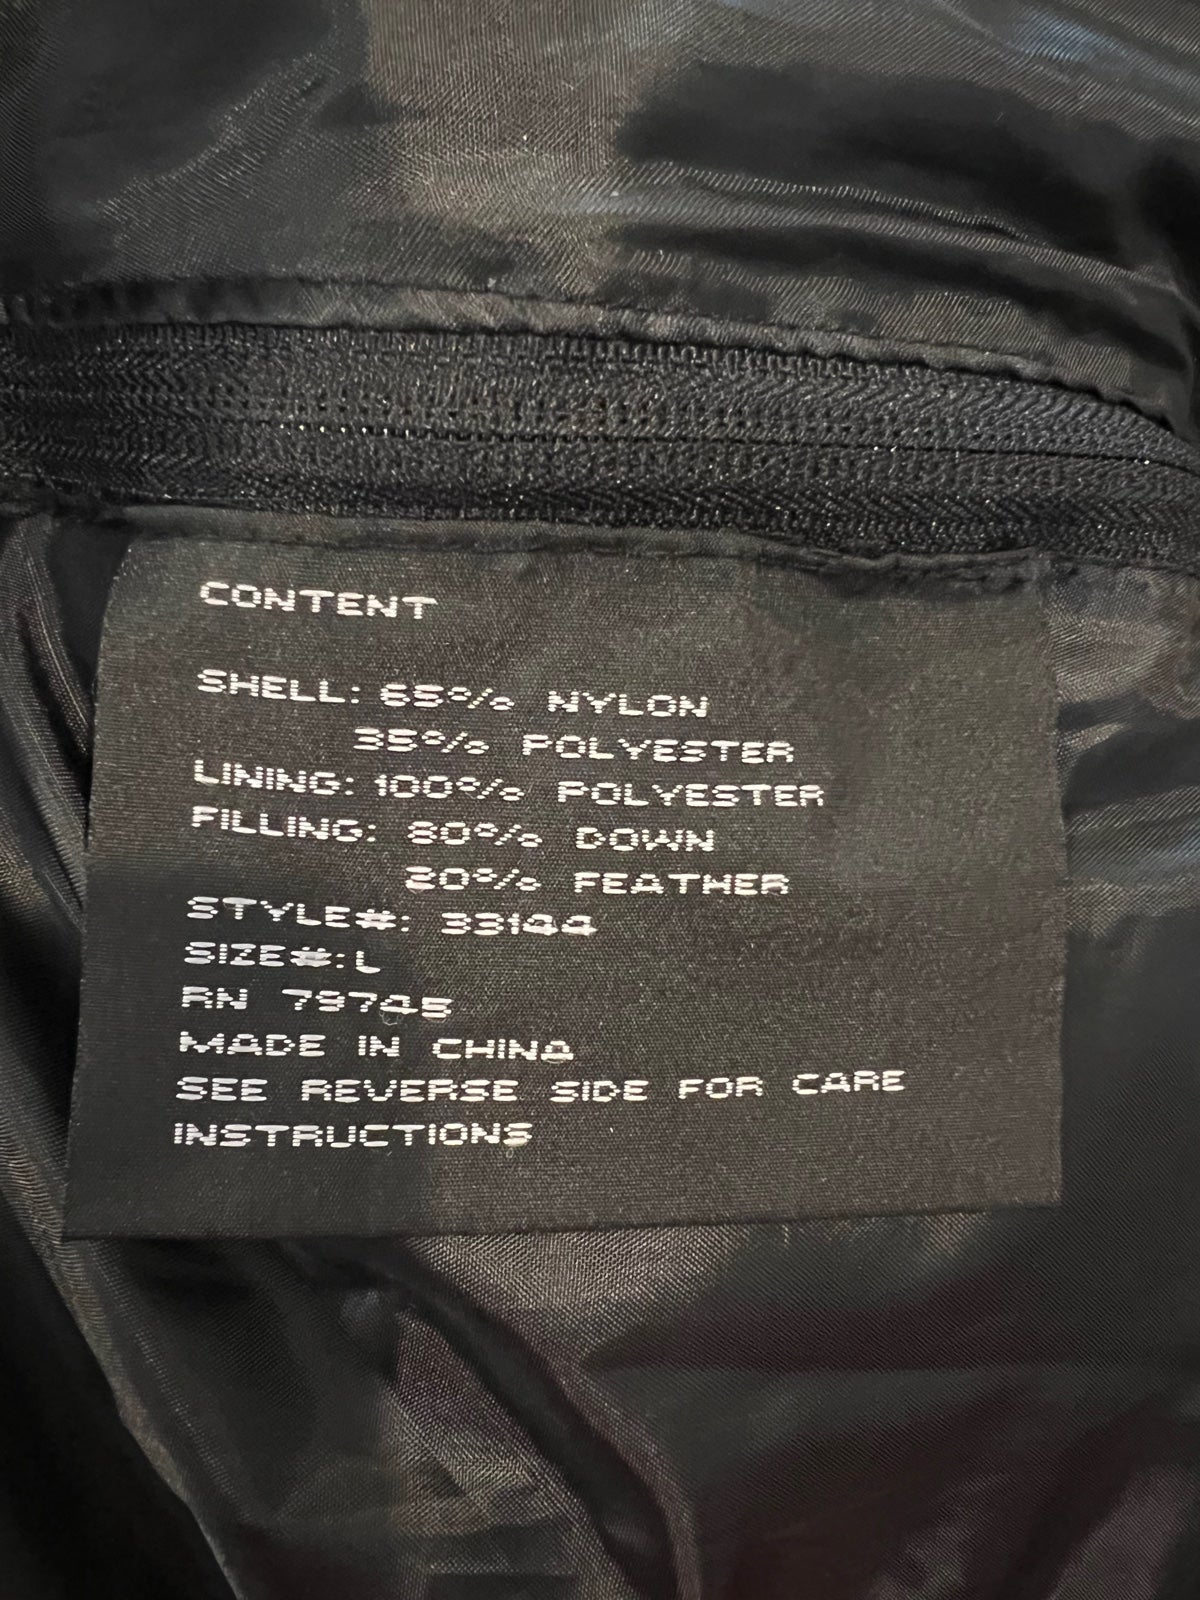 CONTENT
SHELL: 65% NYLON
35% POLYESTER
LINING: 100% POLYESTER
FILLING: 80% DOWN
20% FEATHER
STYLE#: 33144
SIZE#: L
RN 79745
MADE IN CHINA
SEE REVERSE SIDE FOR CARE
INSTRUCTIONS